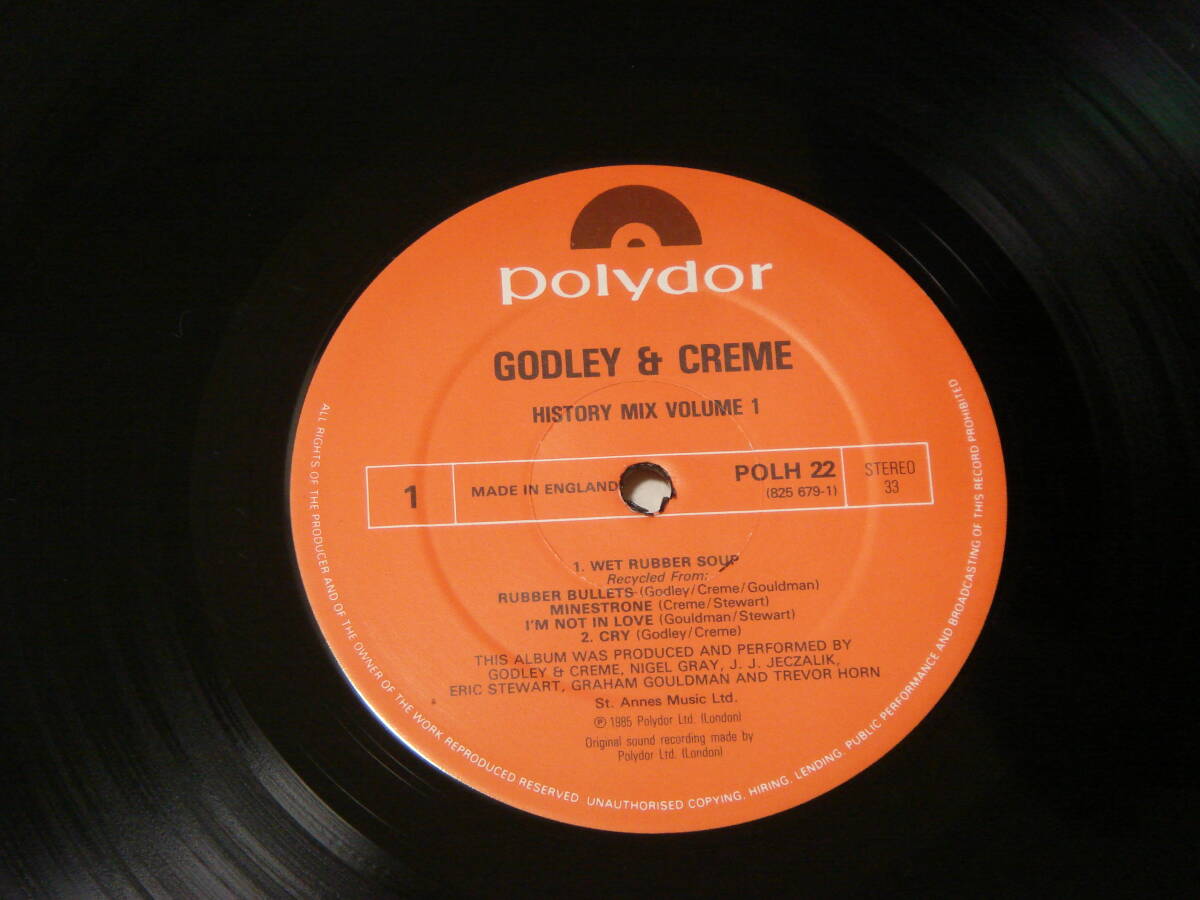 polydor
GODLEY & CREME
HISTORY MIX VOLUME 1
1
MADE IN ENGLAND
POLH 22
(825 679-1)
STEREO
33
1. WET RUBBER SOUP
Recycled From:
RUBBER BULLETS (Godley/Creme/Gouldman)
MINESTRONE (Creme/Stewart)
I'M NOT IN LOVE (Gouldman/Stewart)
2. CRY (Godley/Creme)
THIS ALBUM WAS PRODUCED AND PERFORMED BY
GODLEY & CREME, NIGEL GRAY, J. J. JECZALIK,
ERIC STEWART, GRAHAM GOULDMAN AND TREVOR HORN
St. Annes Music Ltd.
℗ 1985 Polydor Ltd. (London)
Original sound recording made by
Polydor Ltd. (London)
ALL RIGHTS OF THE PRODUCER AND OF THE OWNER OF THE WORK REPRODUCED RESERVED. UNAUTHORISED COPYING, HIRING, LENDING, PUBLIC PERFORMANCE AND BROADCASTING OF THIS RECORD PROHIBITED